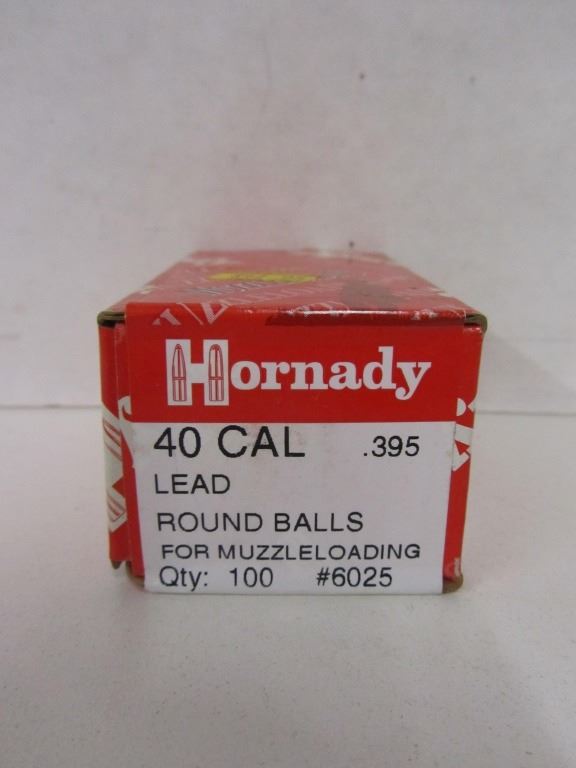 Hornady
40 CAL .395
LEAD
ROUND BALLS
FOR MUZZLELOADING
Qty: 100 #6025